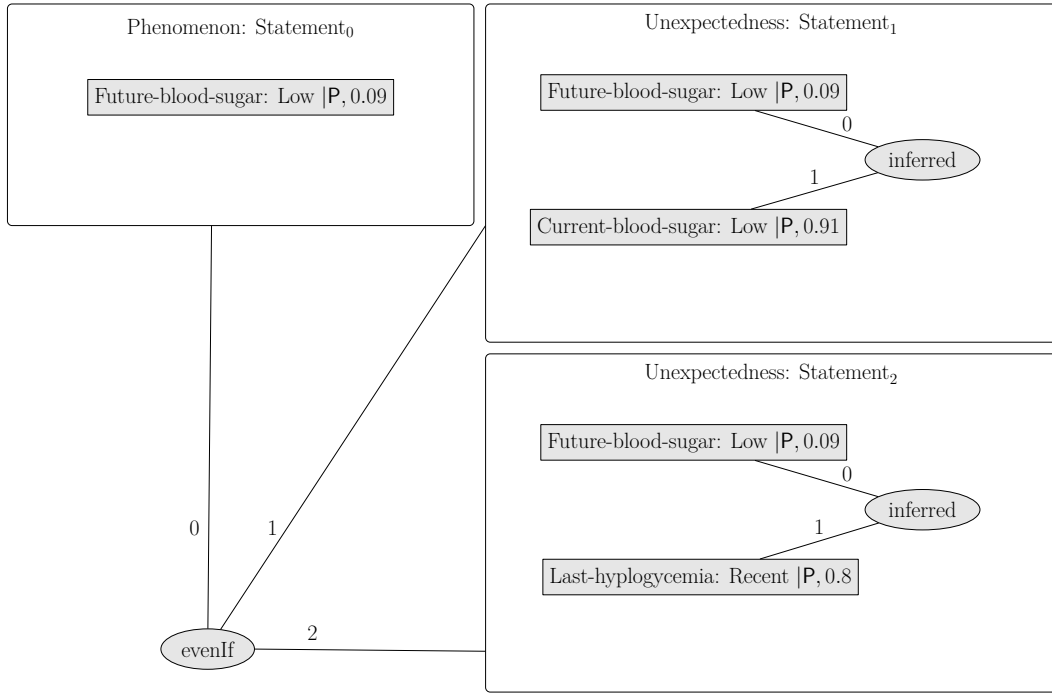 Phenomenon: Statement₀
Future-blood-sugar: Low |P, 0.09
Unexpectedness: Statement₁
Future-blood-sugar: Low |P, 0.09
0
inferred
1
Current-blood-sugar: Low |P, 0.91
Unexpectedness: Statement₂
Future-blood-sugar: Low |P, 0.09
0
inferred
1
Last-hyplogycemia: Recent |P, 0.8
0
1
2
evenIf